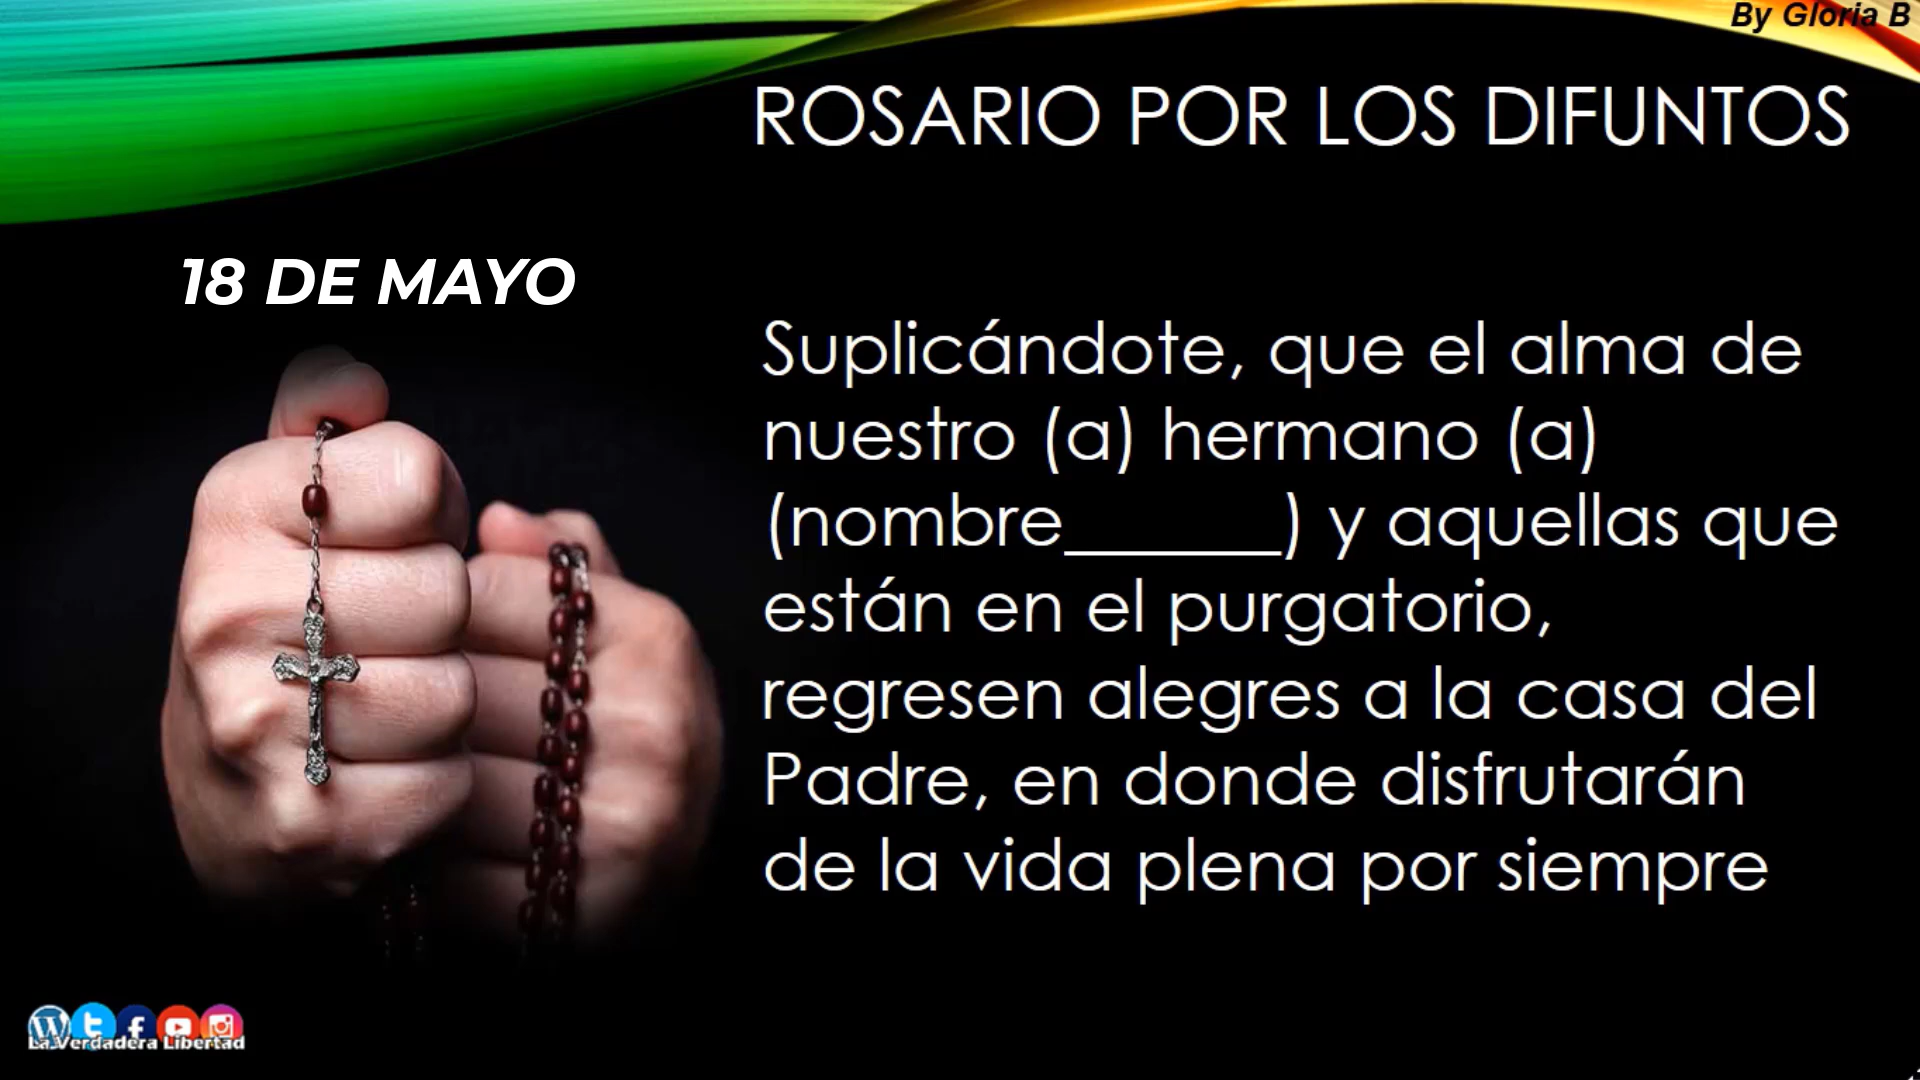 By Gloria B
ROSARIO POR LOS DIFUNTOS
18 DE MAYO
Suplicándote, que el alma de
nuestro (a) hermano (a)
(nombre______) y aquellas que
están en el purgatorio,
regresen alegres a la casa del
Padre, en donde disfrutarán
de la vida plena por siempre
La Verdadera Libertad